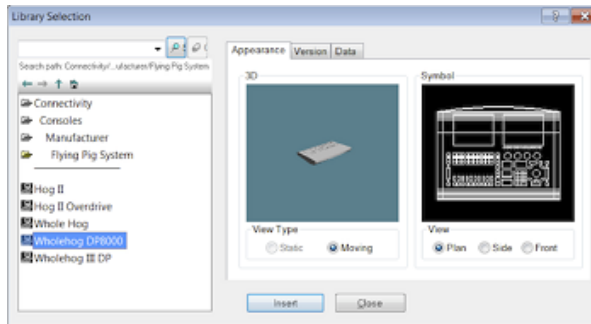 Library Selection
Search path: Connectivity/...ufacturer/Flying Pig System
Connectivity
Consoles
Manufacturer
Flying Pig System
Hog II
Hog II Overdrive
Whole Hog
Wholehog DP8000
Wholehog III DP
Appearance Version Data
3D
Symbol
View Type
Static Moving
View
Plan Side Front
Insert Close